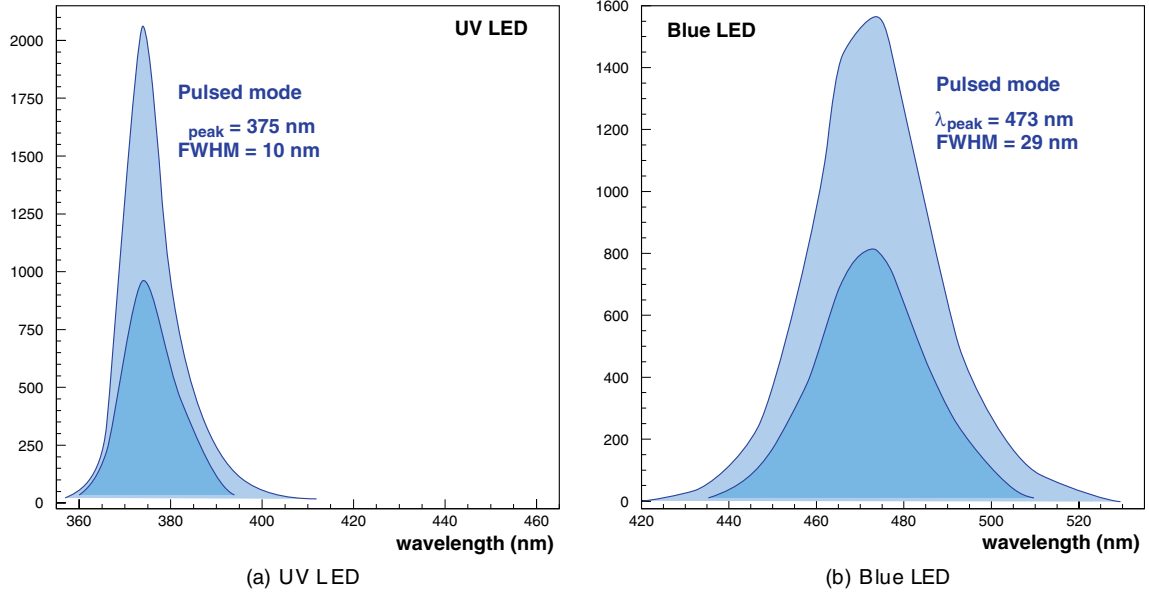 UV LED
Pulsed mode
peak = 375 nm
FWHM = 10 nm
2000
1750
1500
1250
1000
750
500
250
0
360
380
400
420
440
460
wavelength (nm)
(a) UV LED
Blue LED
Pulsed mode
λpeak = 473 nm
FWHM = 29 nm
1600
1400
1200
1000
800
600
400
200
0
420
440
460
480
500
520
wavelength (nm)
(b) Blue LED